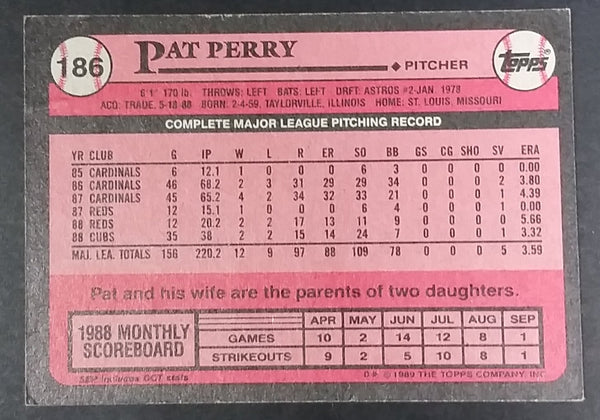 186
PAT PERRY
PITCHER
TOPPS
6'1" 170 lb. THROWS: LEFT BATS: LEFT DRFT: ASTROS #2-JAN. 1978
ACQ: TRADE, 5-18-88 BORN: 2-4-59, TAYLORVILLE, ILLINOIS HOME: ST. LOUIS, MISSOURI
COMPLETE MAJOR LEAGUE PITCHING RECORD
YR CLUB G IP W L R ER SO BB GS CG SHO SV ERA
85 CARDINALS 6 12.1 1 0 0 0 6 3 0 0 0 0 0.00
86 CARDINALS 46 68.2 2 3 31 29 29 34 0 0 0 2 3.80
87 CARDINALS 45 65.2 4 2 34 32 33 21 0 0 0 1 4.39
87 REDS 12 15.1 1 0 0 0 6 4 0 0 0 1 0.00
88 REDS 12 20.2 2 2 17 13 11 9 0 0 0 0 5.66
88 CUBS 35 38 2 2 15 14 24 7 0 0 0 1 3.32
MAJ. LEA. TOTALS 156 220.2 12 9 97 88 109 78 0 0 0 5 3.59
Pat and his wife are the parents of two daughters.
1988 MONTHLY SCOREBOARD
APR MAY JUN JUL AUG SEP
GAMES 10 2 14 12 8 1
STRIKEOUTS 9 2 5 10 8 1
SEP includes OCT stats
© 1989 THE TOPPS COMPANY, INC.